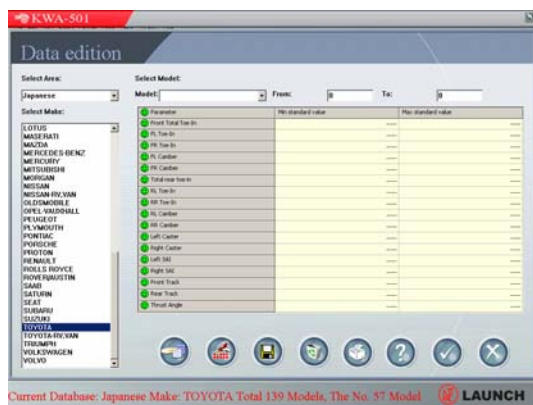 KWA-501
Data edition
Select Area:
Select Model:
Japanese
Model:
From:
0
To:
0
Select Make:
LOTUS
MASERATI
MAZDA
MERCEDES-BENZ
MERCURY
MITSUBISHI
MORGAN
NISSAN
NISSAN-RV,VAN
OLDSMOBILE
OPEL-VAUXHALL
PEUGEOT
PLYMOUTH
PONTIAC
PORSCHE
PROTON
RENAULT
ROLLS ROYCE
ROVER/AUSTIN
SAAB
SATURN
SEAT
SUBARU
SUZUKI
TOYOTA
TOYOTA-RV,VAN
TRIUMPH
VOLKSWAGEN
VOLVO
Parameter Min standard value Max standard value
Front Total Toe-In ---- ----
FL Toe-In ---- ----
FR Toe-In ---- ----
FL Camber ---- ----
FR Camber ---- ----
Total rear toe-in ---- ----
RL Toe-In ---- ----
RR Toe-In ---- ----
RL Camber ---- ----
RR Camber ---- ----
Left Caster ---- ----
Right Caster ---- ----
Left SAI ---- ----
Right SAI ---- ----
Front Track ---- ----
Rear Track ---- ----
Thrust Angle ---- ----
Current Database: Japanese Make: TOYOTA Total 139 Models, The No. 57 Model
LAUNCH